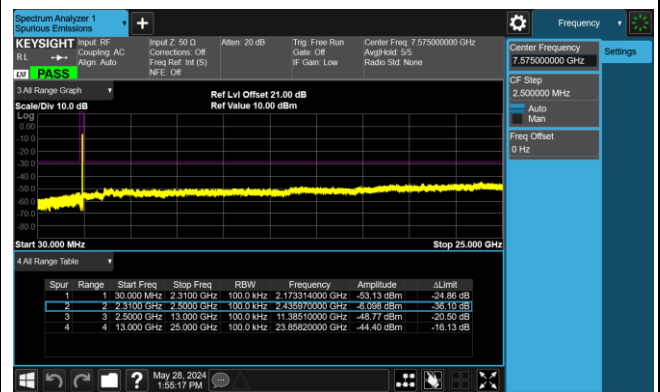 Spectrum Analyzer 1
Spurious Emissions
Frequency
KEYSIGHT
RL
PASS
Input: RF
Coupling: AC
Align: Auto
Input Z: 50 Ω
Corrections: Off
Freq Ref: Int (S)
NFE: Off
Atten: 20 dB
Trig: Free Run
Gate: Off
IF Gain: Low
Center Freq: 7.575000000 GHz
Avg|Hold: 5/5
Radio Std: None
Center Frequency
7.575000000 GHz
Settings
CF Step
2.500000 MHz
Auto
Man
Freq Offset
0 Hz
3 All Range Graph
Scale/Div 10.0 dB
Ref Lvl Offset 21.00 dB
Ref Value 10.00 dBm
Log
0.00
-10.0
-20.0
-30.0
-40.0
-50.0
-60.0
-70.0
-80.0
Start 30.000 MHz
Stop 25.000 GHz
4 All Range Table
Spur Range Start Freq Stop Freq RBW Frequency Amplitude ΔLimit
1 1 30.000 MHz 2.3100 GHz 100.0 kHz 2.173314000 GHz -53.13 dBm -24.86 dB
2 2 2.3100 GHz 2.5000 GHz 100.0 kHz 2.435970000 GHz -6.098 dBm -36.10 dB
3 3 2.5000 GHz 13.000 GHz 100.0 kHz 11.38510000 GHz -48.77 dBm -20.50 dB
4 4 13.000 GHz 25.000 GHz 100.0 kHz 23.85820000 GHz -44.40 dBm -16.13 dB
May 28, 2024
1:55:17 PM